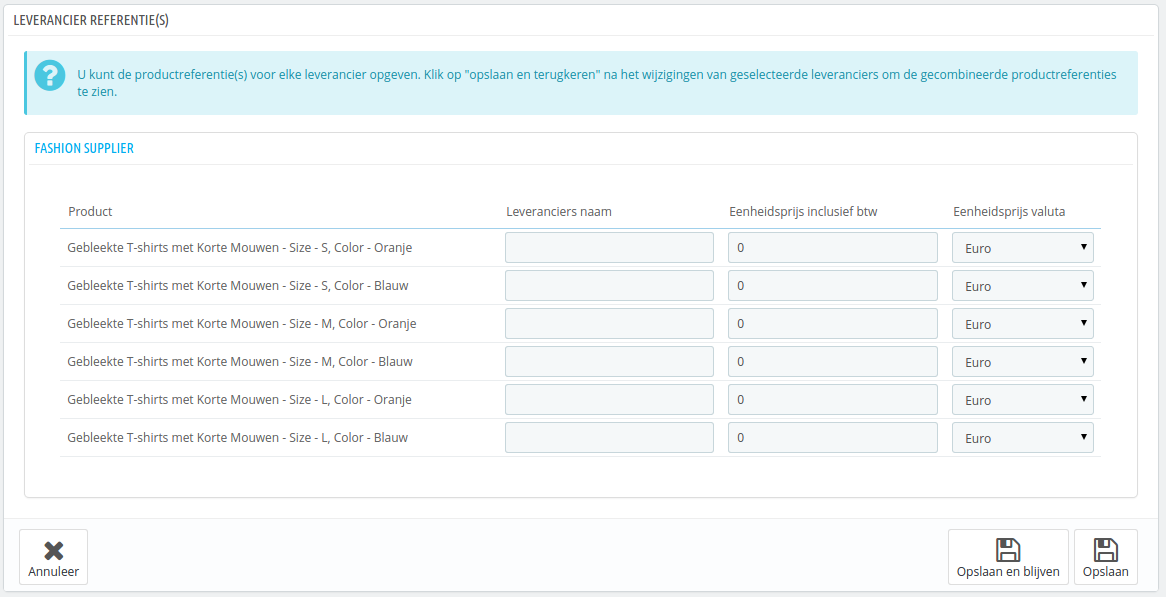 LEVERANCIER REFERENTIE(S)
U kunt de productreferentie(s) voor elke leverancier opgeven. Klik op "opslaan en terugkeren" na het wijzigingen van geselecteerde leveranciers om de gecombineerde productreferenties
te zien.
FASHION SUPPLIER
Product Leveranciers naam Eenheidsprijs inclusief btw Eenheidsprijs valuta
Gebleekte T-shirts met Korte Mouwen - Size - S, Color - Oranje 0 Euro
Gebleekte T-shirts met Korte Mouwen - Size - S, Color - Blauw 0 Euro
Gebleekte T-shirts met Korte Mouwen - Size - M, Color - Oranje 0 Euro
Gebleekte T-shirts met Korte Mouwen - Size - M, Color - Blauw 0 Euro
Gebleekte T-shirts met Korte Mouwen - Size - L, Color - Oranje 0 Euro
Gebleekte T-shirts met Korte Mouwen - Size - L, Color - Blauw 0 Euro
Annuleer Opslaan en blijven Opslaan